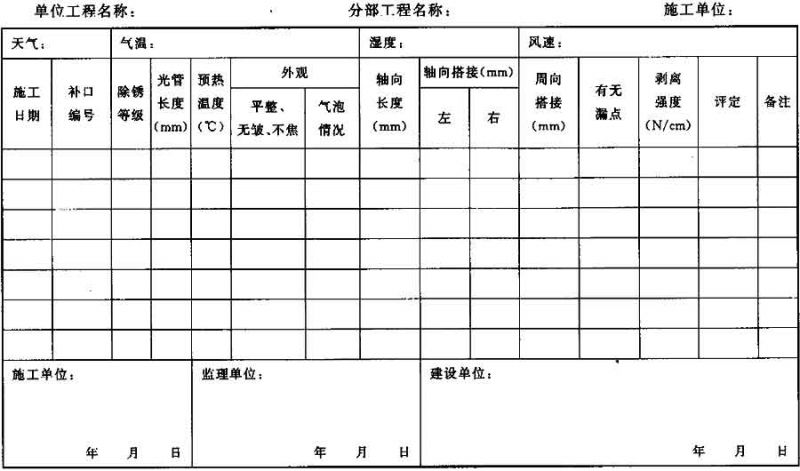 单位工程名称： 分部工程名称： 施工单位：
天气： 气温： 湿度： 风速：
施工日期 补口编号 除锈等级 光管长度(mm) 预热温度(℃) 外观 轴向长度(mm) 轴向搭接(mm) 周向搭接(mm) 有无漏点 剥离强度(N/cm) 评定 备注
平整、无皱、不焦 气泡情况 左 右
施工单位： 监理单位： 建设单位：
年 月 日 年 月 日 年 月 日